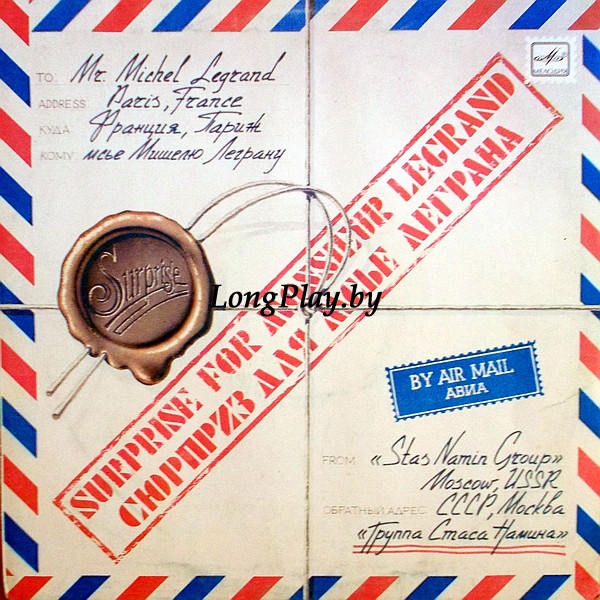 TO: Mr. Michel Legrand
ADDRESS: Paris, France
КУДА: Франция, Париж
КОМУ: мсье Мишелю Леграну
МЕЛОДИЯ
SURPRISE FOR MONSIEUR LEGRAND
СЮРПРИЗ ДЛЯ МСЬЕ ЛЕГРАНА
Surprise
LongPlay.by
BY AIR MAIL
АВИА
FROM: «Stas Namin Group»
Moscow, USSR
ОБРАТНЫЙ АДРЕС: СССР, Москва
«Группа Стаса Намина»